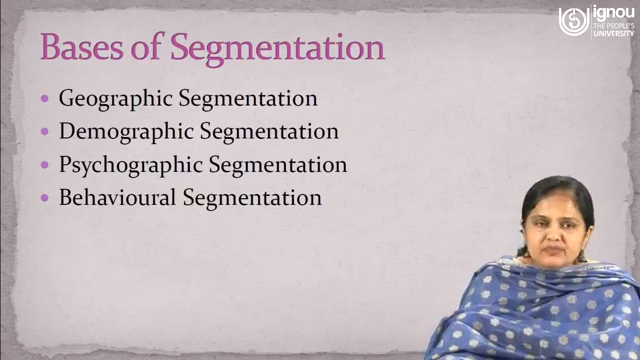 ignou
THE PEOPLE'S
UNIVERSITY
Bases of Segmentation
• Geographic Segmentation
• Demographic Segmentation
• Psychographic Segmentation
• Behavioural Segmentation